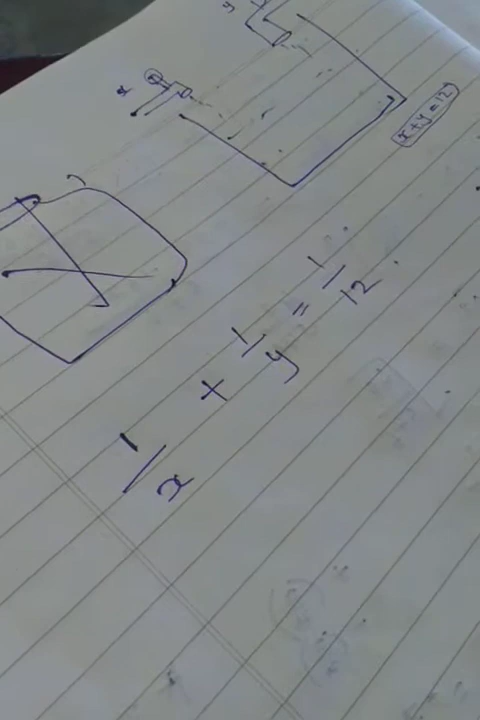 y
x
x+y=12
1/x + 1/y = 1/12